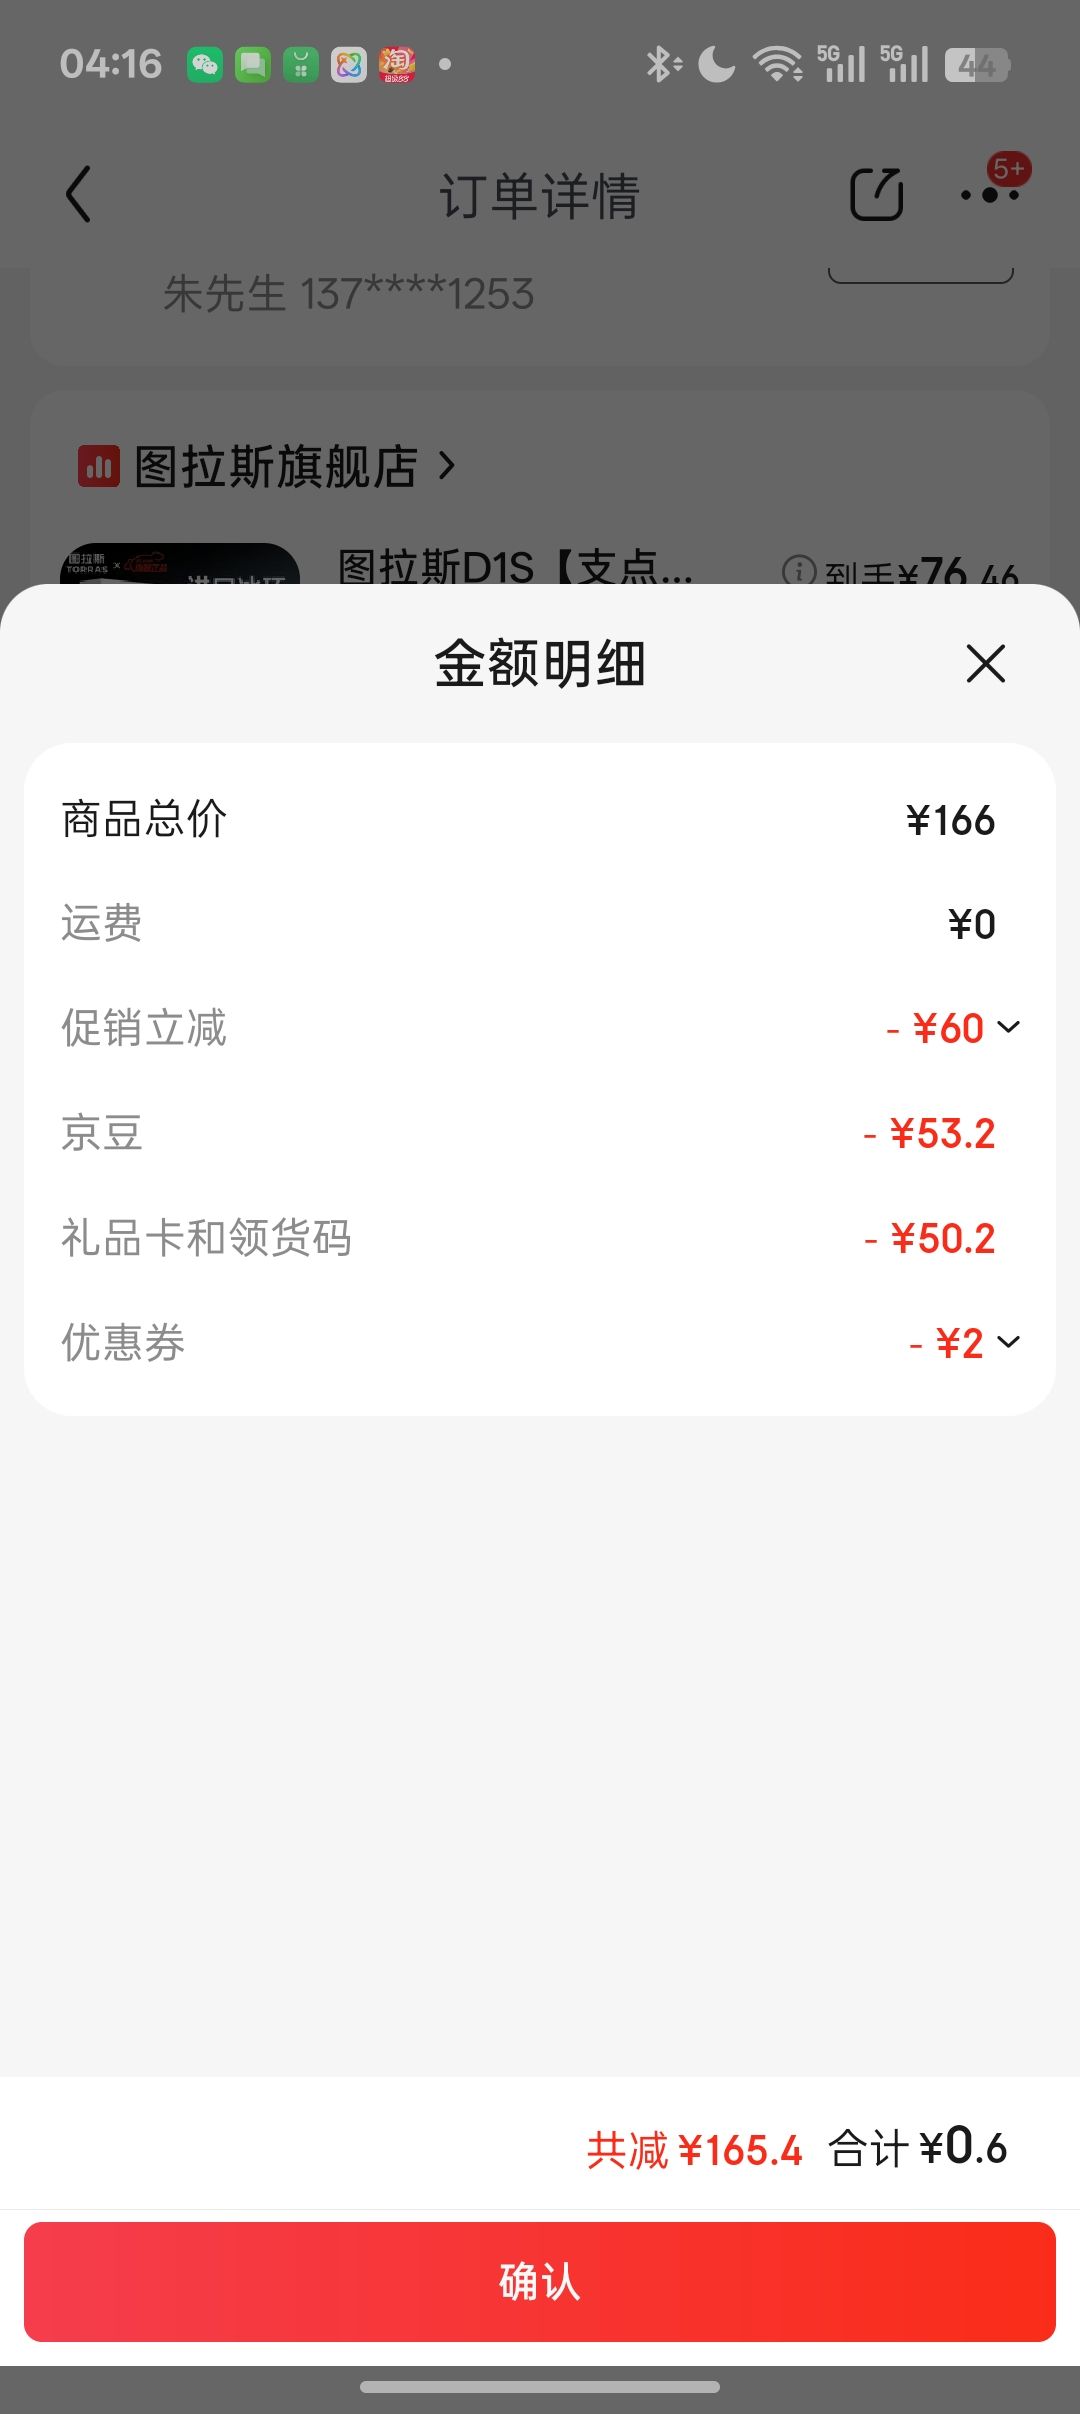 04:16
5G 5G 44
订单详情
5+
朱先生 137****1253
图拉斯旗舰店
图拉斯
TORRAS ×
图拉斯D1S【支点... 到手¥76.46
金额明细
商品总价 ¥166
运费 ¥0
促销立减 - ¥60
京豆 - ¥53.2
礼品卡和领货码 - ¥50.2
优惠券 - ¥2
共减 ¥165.4 合计 ¥0.6
确认